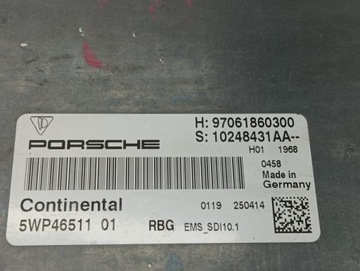 H: 97061860300
S: 10248431AA--
PORSCHE
H01 1968
0458
Made in
Germany
Continental
0119 250414
5WP46511 01 RBG EMS_SDI10.1